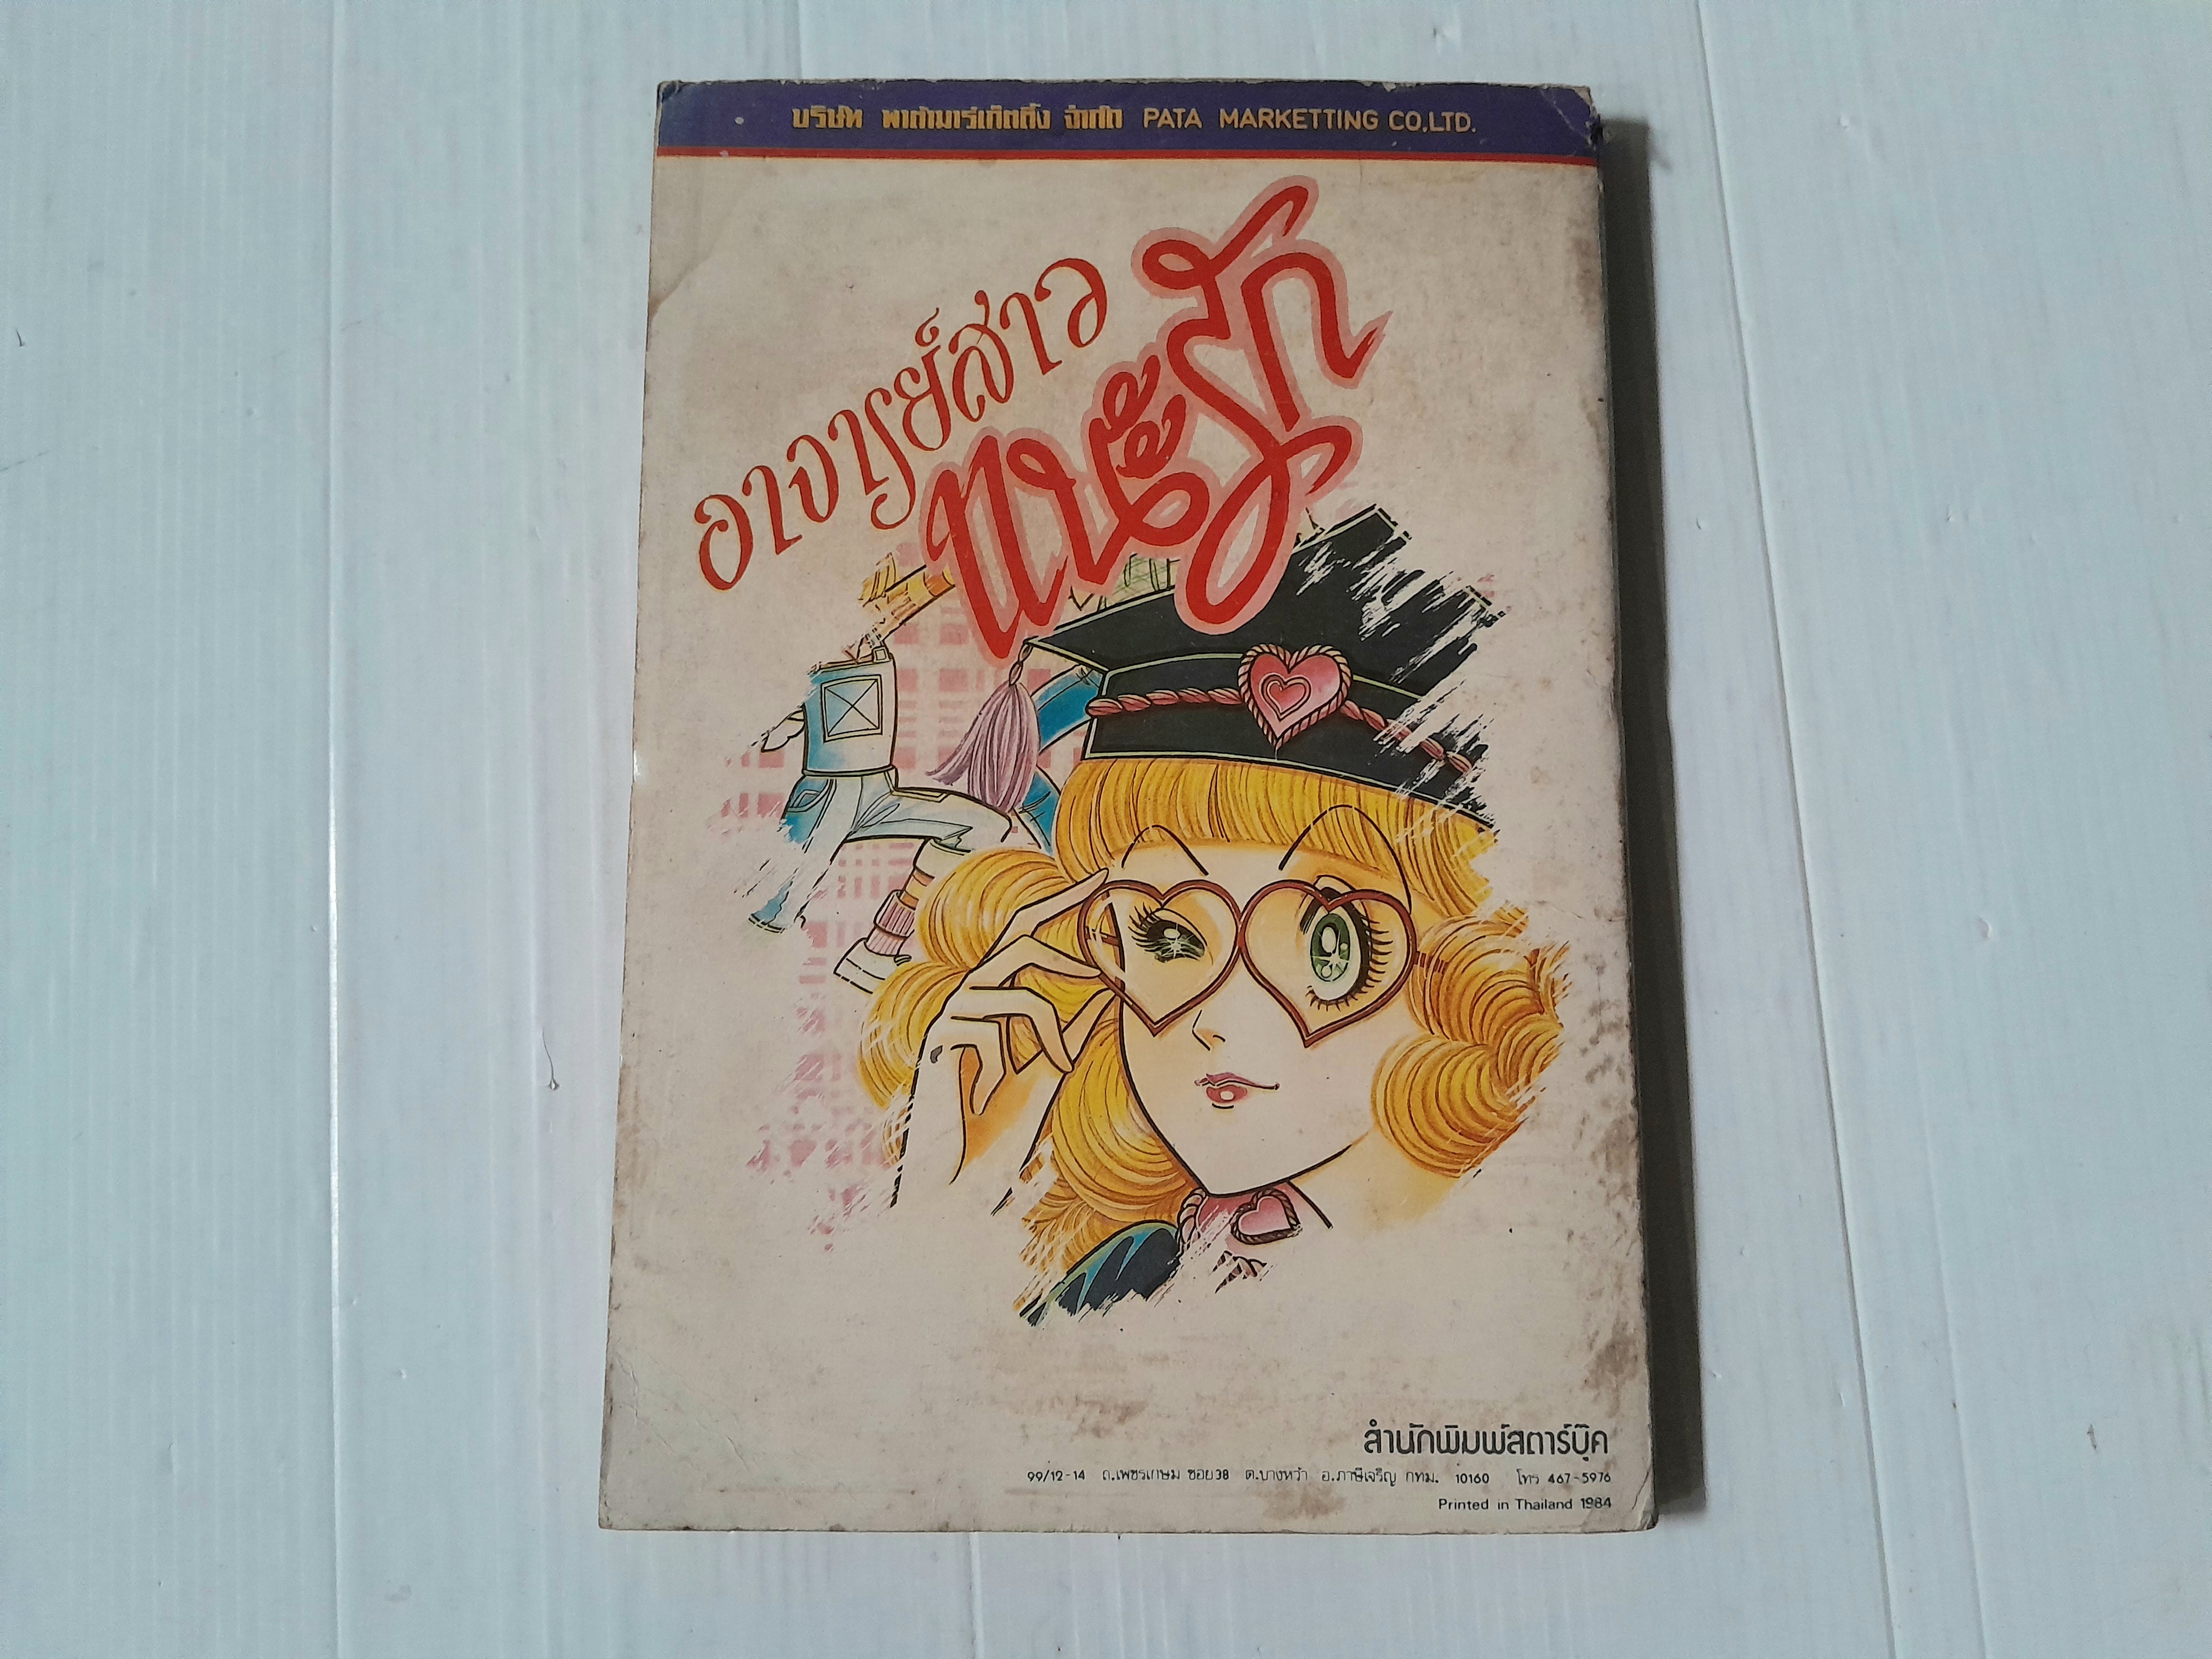 บริษัท พาต้ามาร์เก็ตติ้ง จำกัด PATA MARKETTING CO,LTD.
อาจารย์สาว
แห้วรัก
สำนักพิมพ์สตาร์บุ๊ค
99/12-14 ถ.เพชรเกษม ซอย38 ต.บางหว้า อ.ภาษีเจริญ กทม. 10160 โทร 467-5976
Printed in Thailand 1984